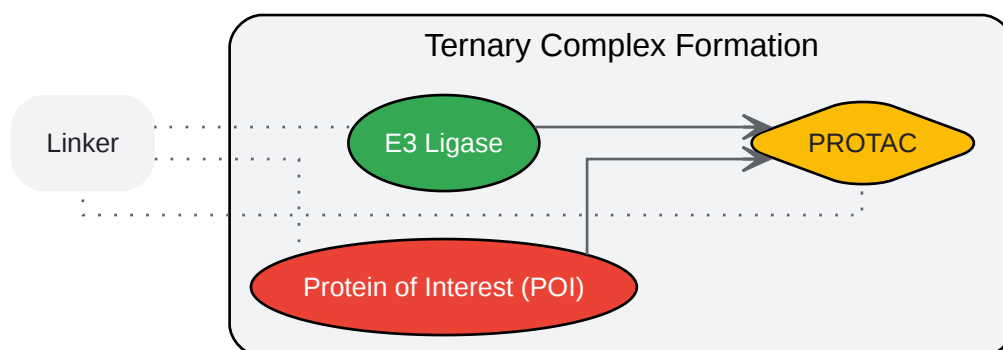 Ternary Complex Formation
Linker
E3 Ligase
PROTAC
Protein of Interest (POI)